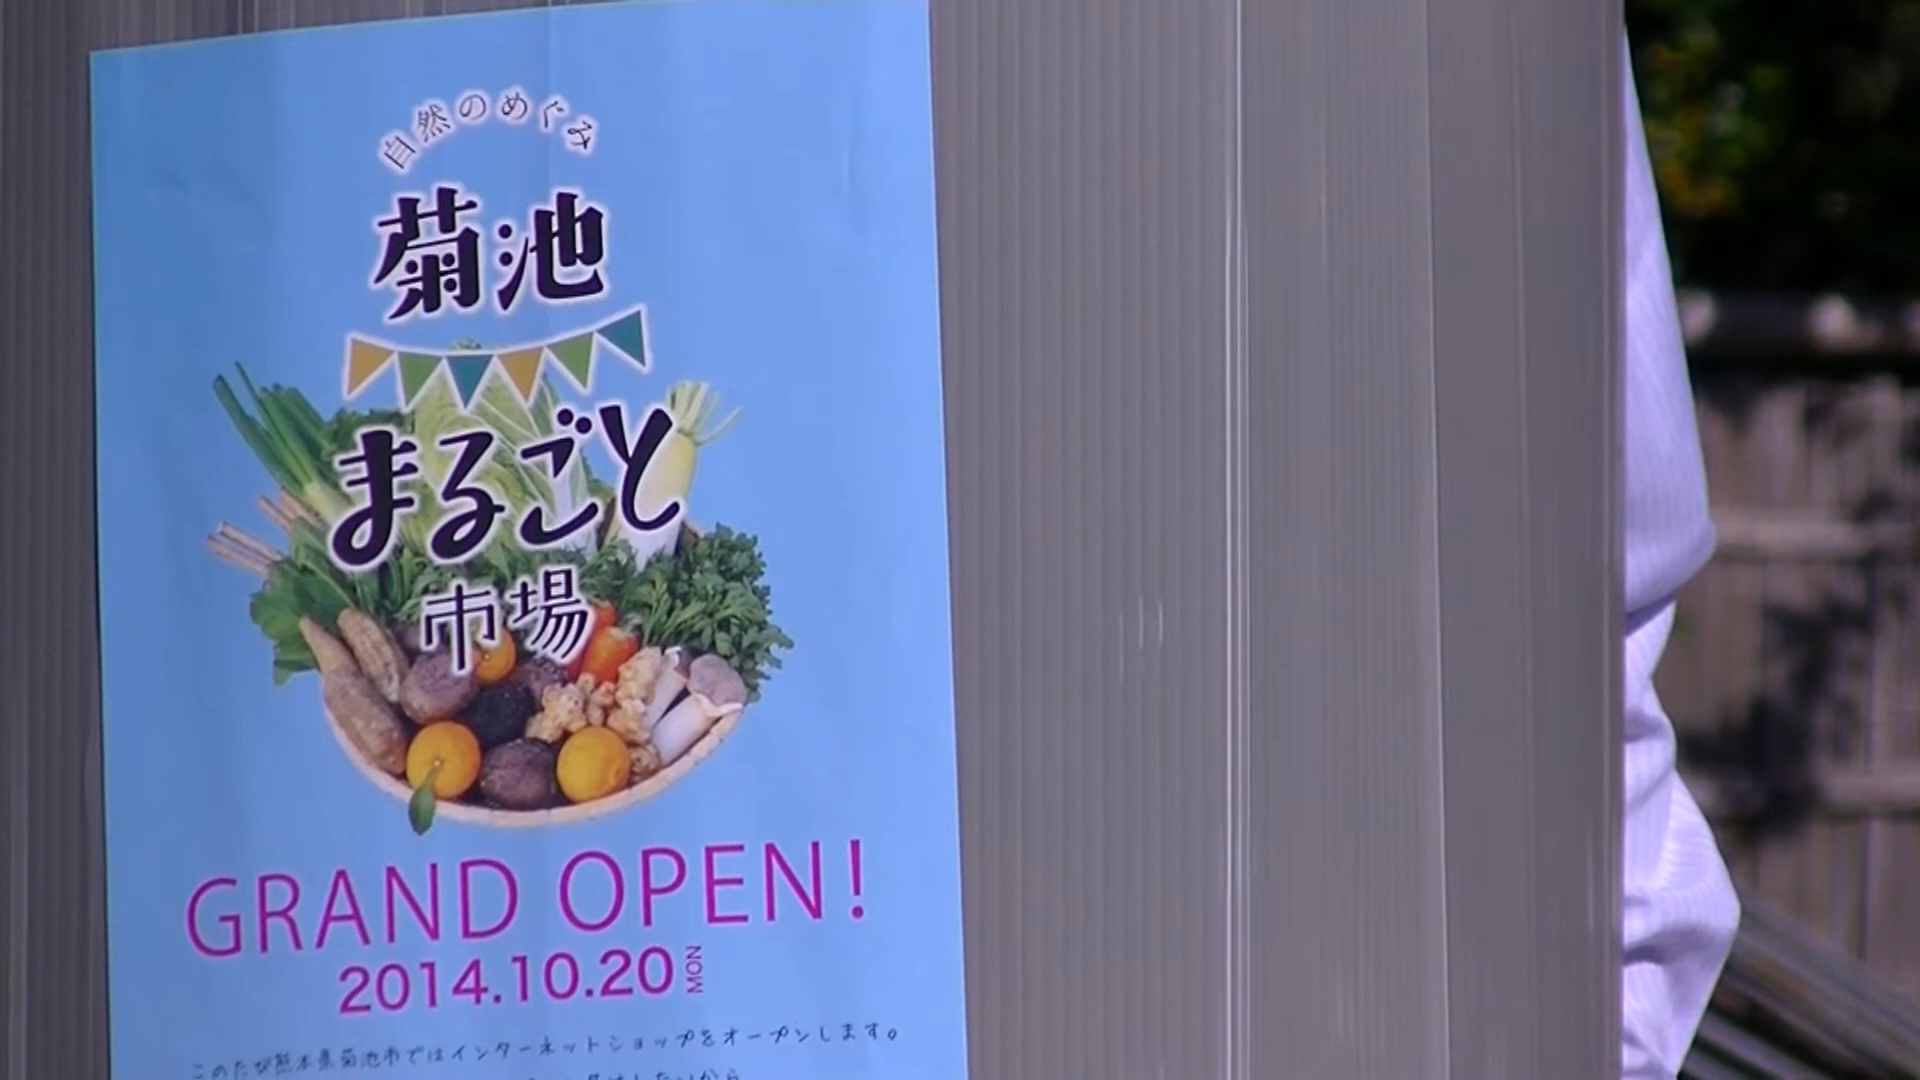 自然のめぐみ
菊池
まるごと
市場
GRAND OPEN!
2014.10.20 MON
このたび熊本県菊池市ではインターネットショップをオープンします。